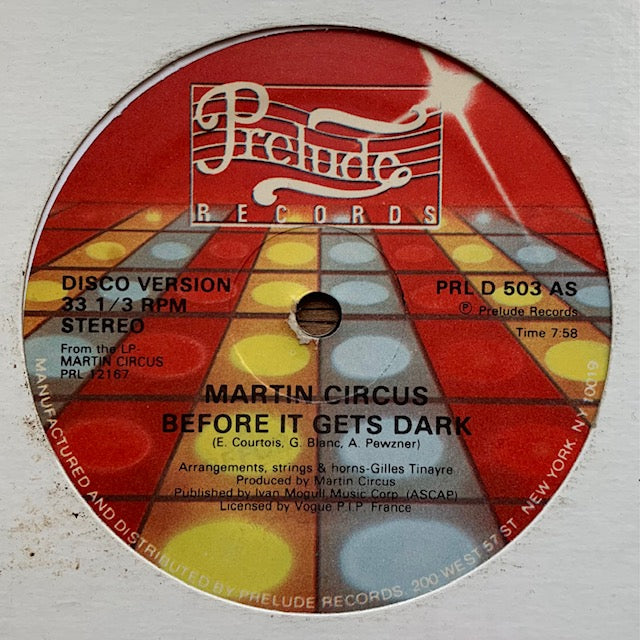 Prelude
RECORDS
DISCO VERSION
33 1/3 RPM
STEREO
From the LP:
MARTIN CIRCUS
PRL 12167
PRL D 503 AS
Ⓟ Prelude Records
Time 7:58
MARTIN CIRCUS
BEFORE IT GETS DARK
(E. Courtois, G. Blanc, A. Pewzner)
Arrangements, strings & horns-Gilles Tinayre
Produced by Martin Circus
Published by Ivan Mogull Music Corp. (ASCAP)
Licensed by Vogue P.I.P. France
MANUFACTURED AND DISTRIBUTED BY PRELUDE RECORDS, 200 WEST 57 ST. NEW YORK, NY 10019